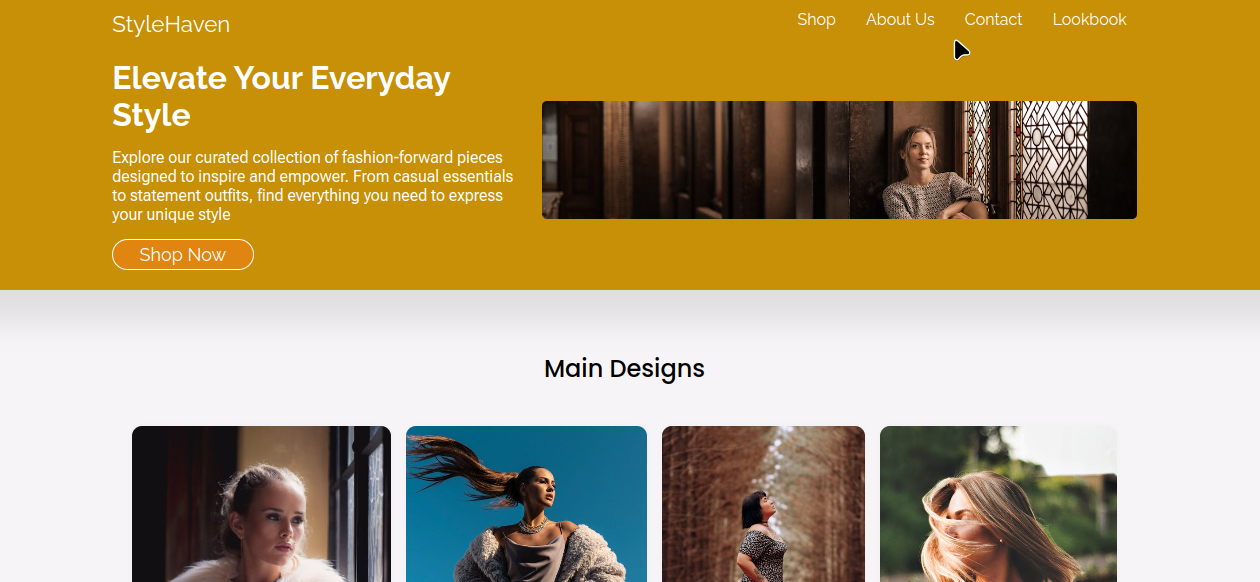 StyleHaven
Shop About Us Contact Lookbook
Elevate Your Everyday
Style
Explore our curated collection of fashion-forward pieces
designed to inspire and empower. From casual essentials
to statement outfits, find everything you need to express
your unique style
Shop Now
Main Designs